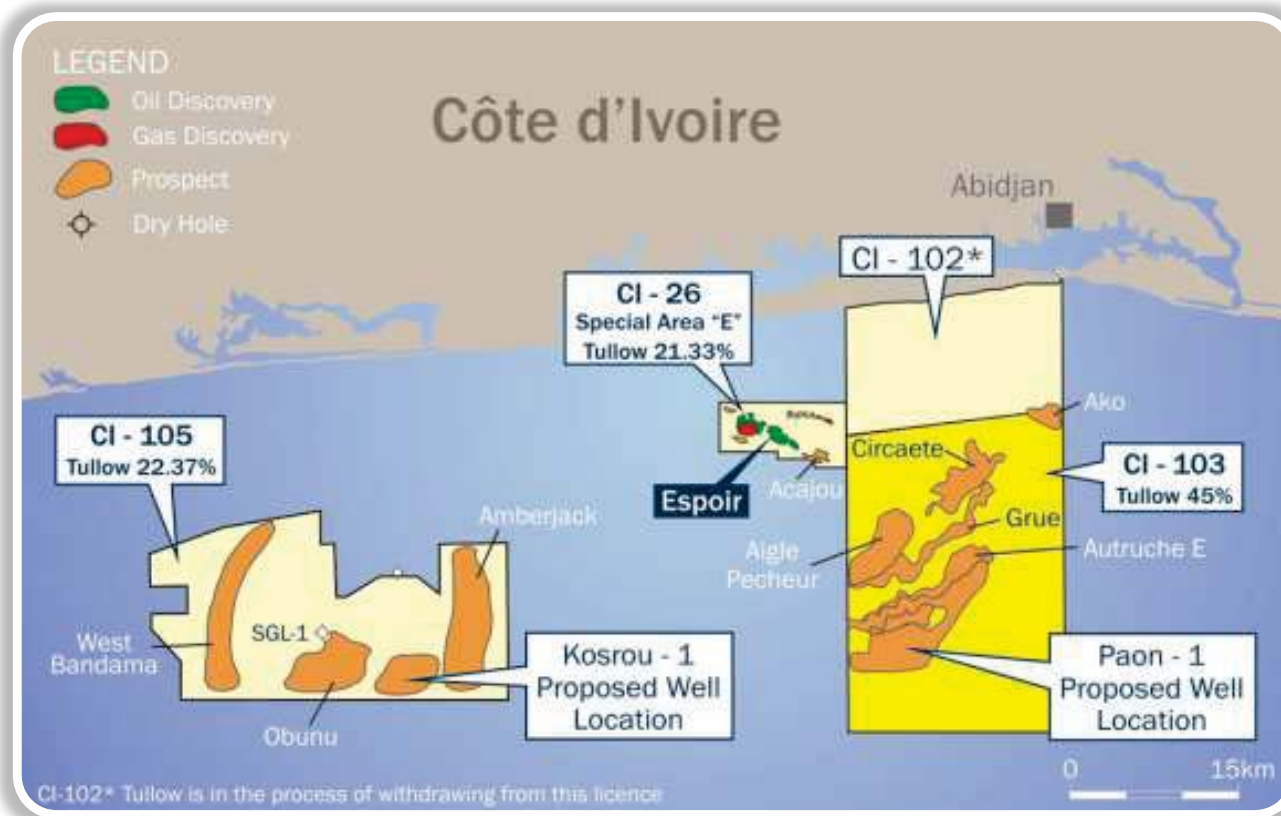 LEGEND
Oil Discovery
Gas Discovery
Prospect
Dry Hole
Côte d'Ivoire
Abidjan
CI - 102*
CI - 26
Special Area "E"
Tullow 21.33%
Espoir
Acajou
Ako
Circaete
CI - 103
Tullow 45%
Grue
Aigle
Pecheur
Autruche E
CI - 105
Tullow 22.37%
Amberjack
West
Bandama
SGL-1
Obunu
Kosrou - 1
Proposed Well
Location
Paon - 1
Proposed Well
Location
0 15km
CI-102* Tullow is in the process of withdrawing from this licence